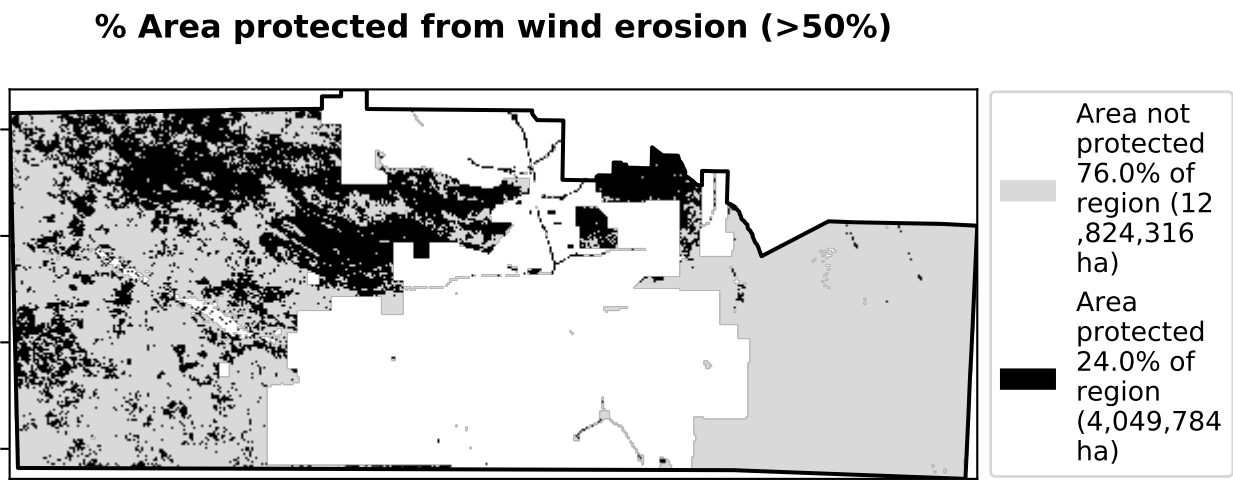 % Area protected from wind erosion (>50%)
Area not
protected
76.0% of
region (12
,824,316
ha)
Area
protected
24.0% of
region
(4,049,784
ha)